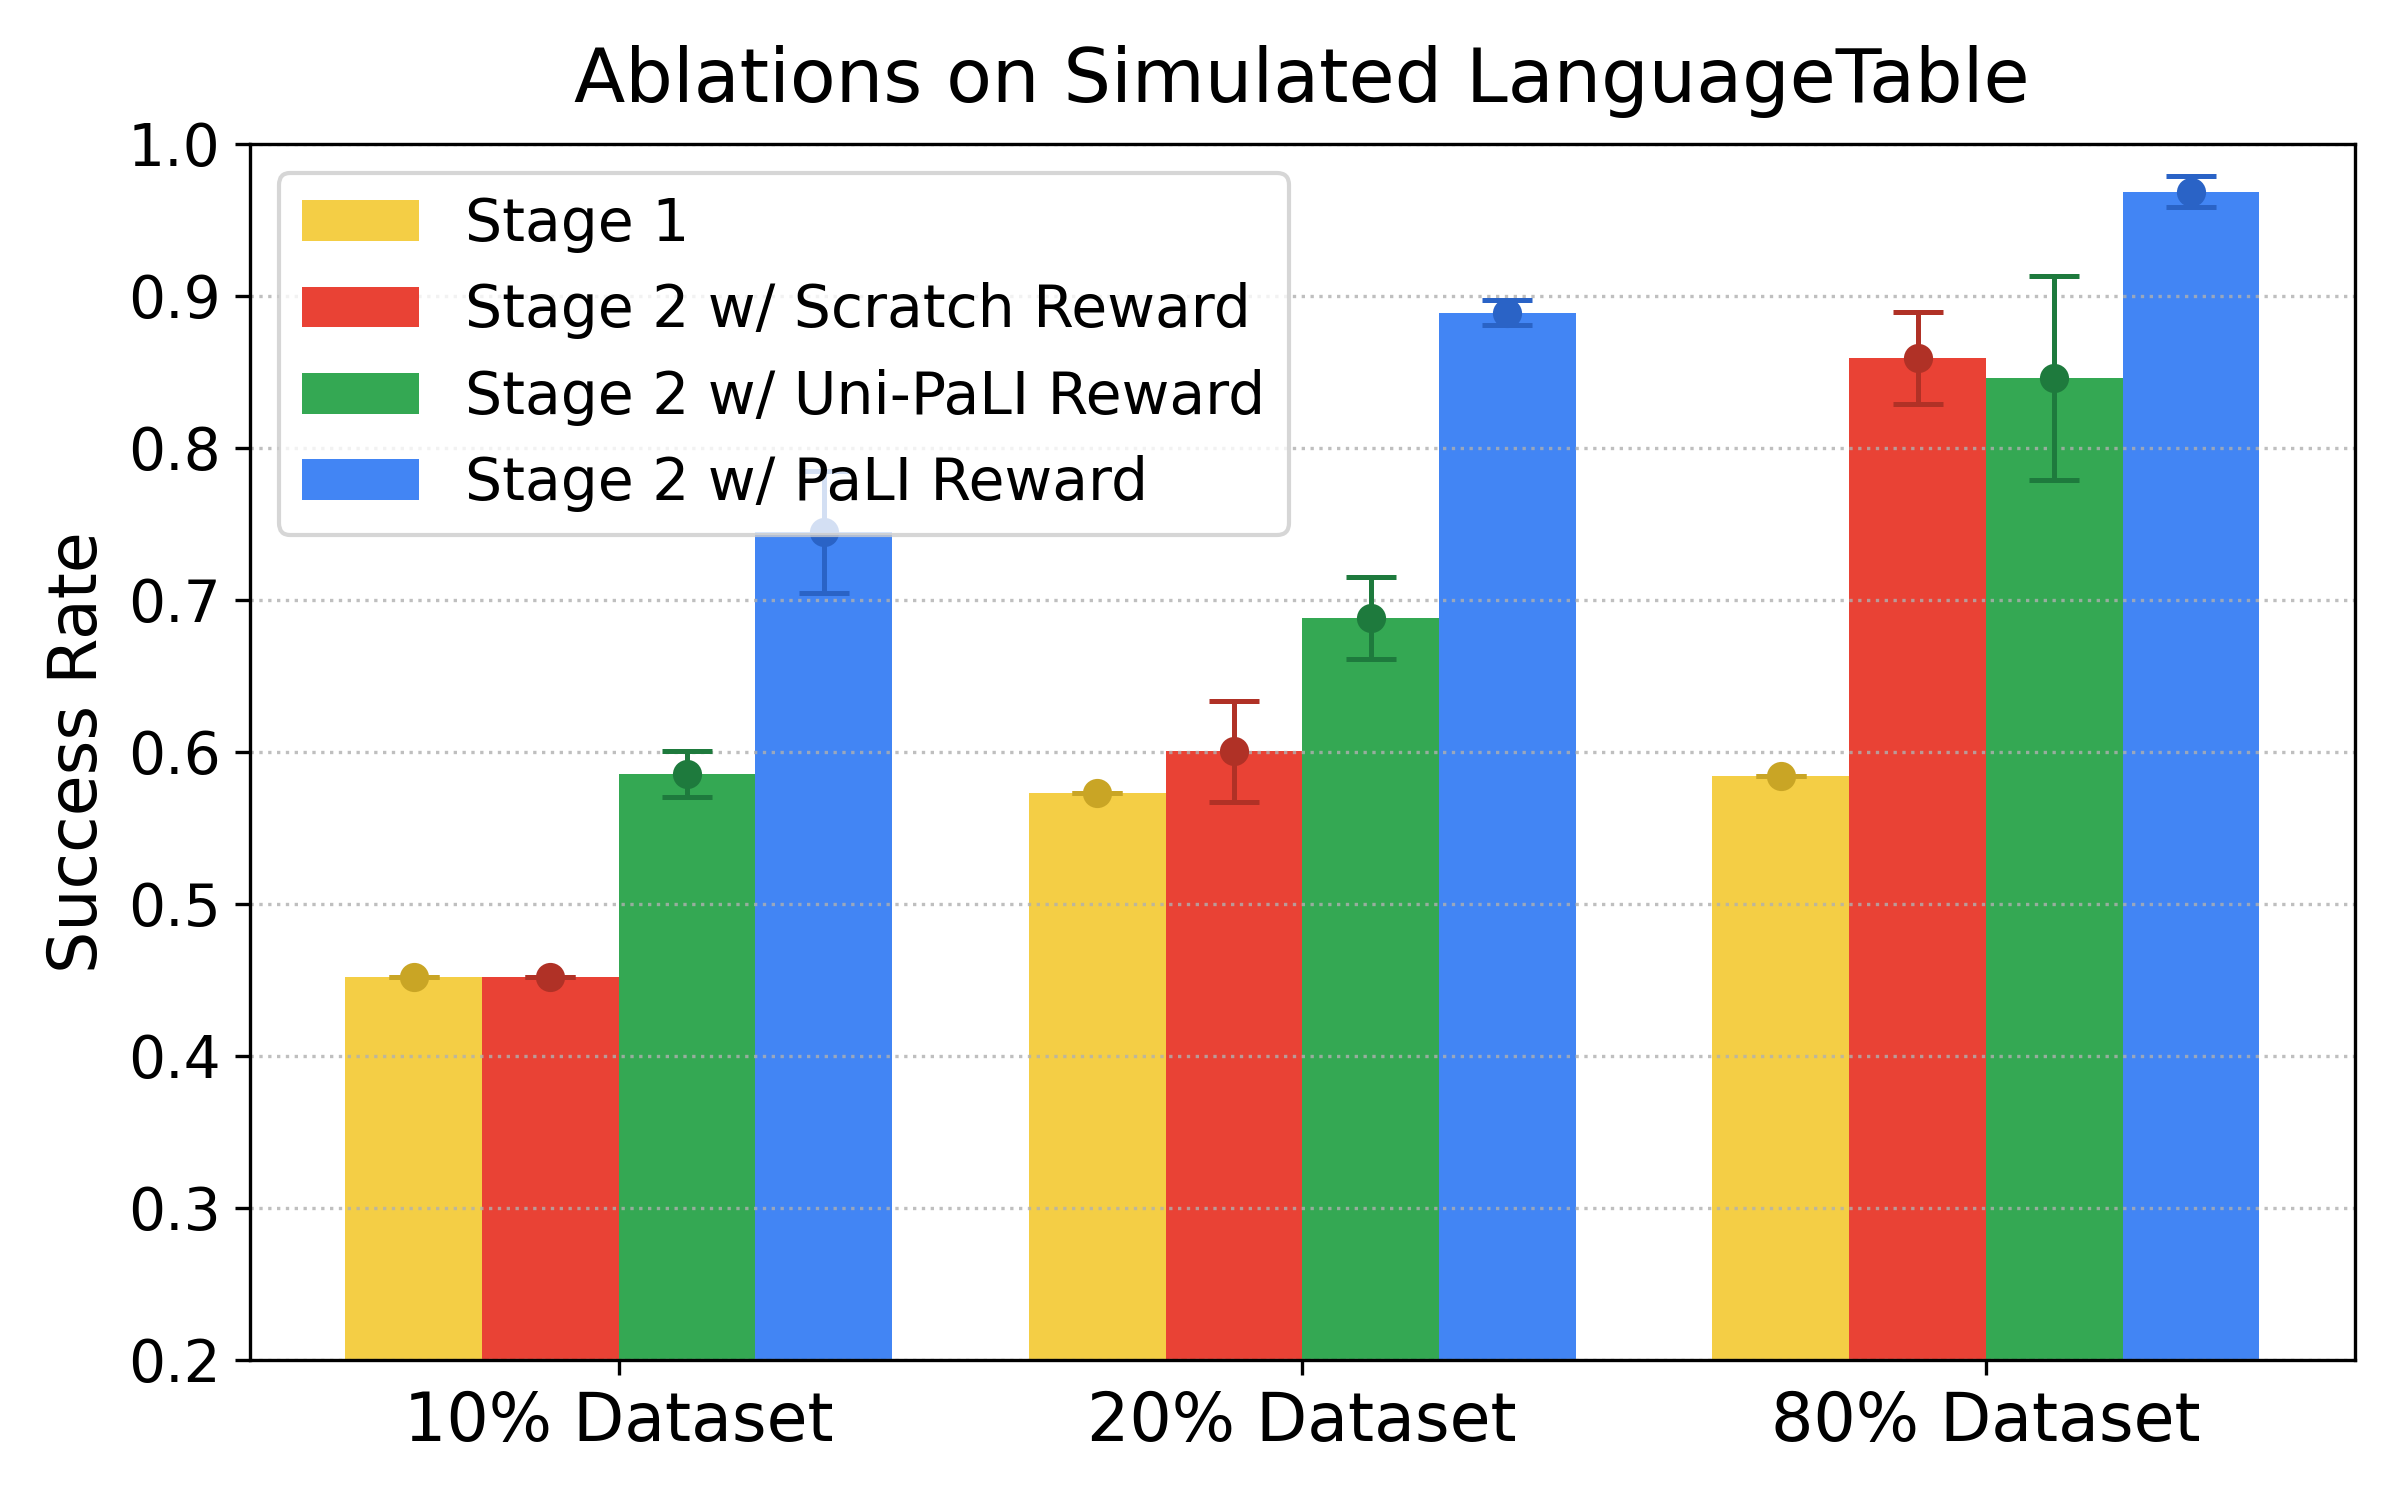 Ablations on Simulated LanguageTable
1.0
0.9
0.8
0.7
0.6
0.5
0.4
0.3
0.2
Success Rate
Stage 1
Stage 2 w/ Scratch Reward
Stage 2 w/ Uni-PaLI Reward
Stage 2 w/ PaLI Reward
10% Dataset
20% Dataset
80% Dataset